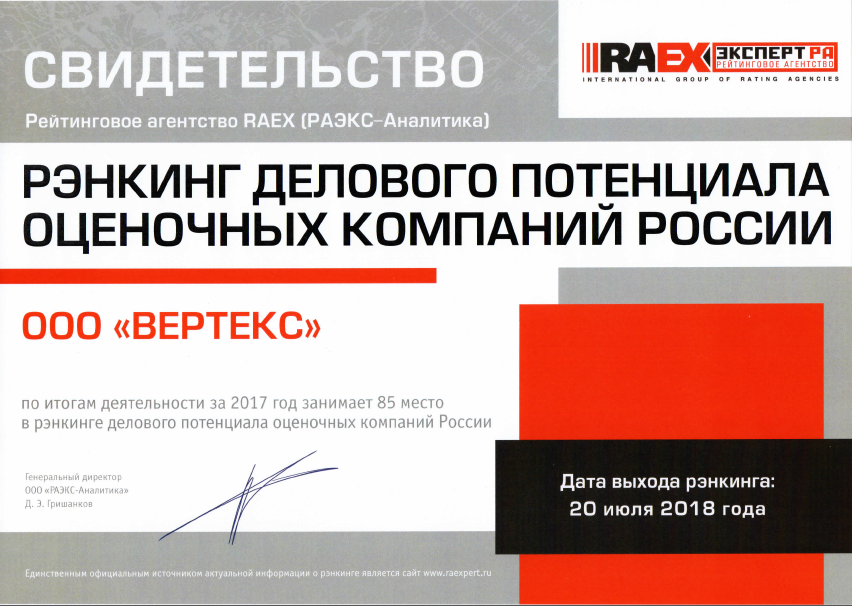 СВИДЕТЕЛЬСТВО
RAEX ЭКСПЕРТ РА
РЕЙТИНГОВОЕ АГЕНТСТВО
INTERNATIONAL GROUP OF RATING AGENCIES
Рейтинговое агентство RAEX (РАЭКС–Аналитика)
РЭНКИНГ ДЕЛОВОГО ПОТЕНЦИАЛА
ОЦЕНОЧНЫХ КОМПАНИЙ РОССИИ
ООО «ВЕРТЕКС»
по итогам деятельности за 2017 год занимает 85 место
в рэнкинге делового потенциала оценочных компаний России
Генеральный директор
ООО «РАЭКС-Аналитика»
Д. Э. Гришанков
Дата выхода рэнкинга:
20 июля 2018 года
Единственным официальным источником актуальной информации о рэнкинге является сайт www.raexpert.ru